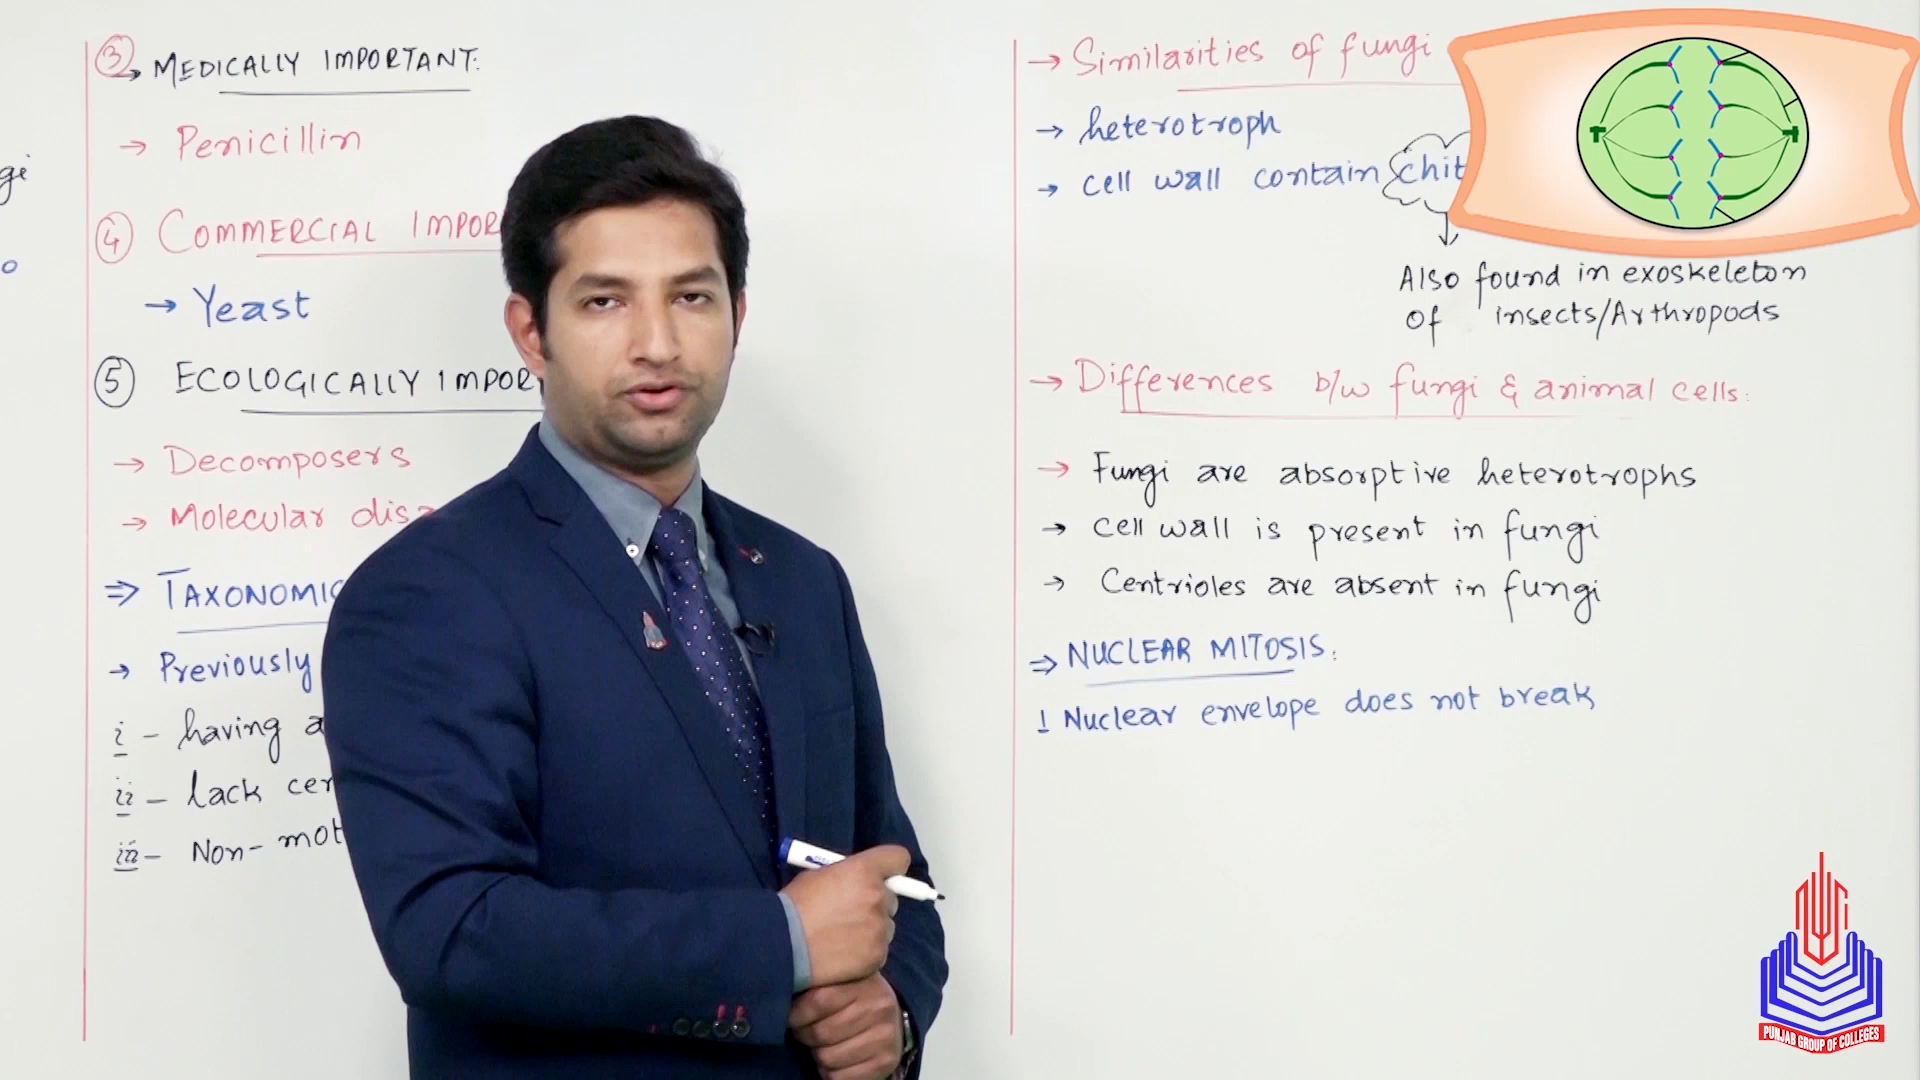 gi
o
③ → MEDICALLY IMPORTANT:
→ Penicillin
④ COMMERCIAL IMPOR
→ Yeast
⑤ ECOLOGICALLY IMPOR
→ Decomposers
→ Molecular dis
⇒ TAXONOMIC
→ Previously
i - having a
ii - lack cen
iii - Non-mot
→ Similarities of fungi
→ heterotroph
→ cell wall contain chit
Also found in exoskeleton
of insects/Arthropods
→ Differences b/w fungi & animal cells:
→ Fungi are absorptive heterotrophs
→ cell wall is present in fungi
→ Centrioles are absent in fungi
⇒ NUCLEAR MITOSIS:
1 Nuclear envelope does not break
PUNJAB GROUP OF COLLEGES